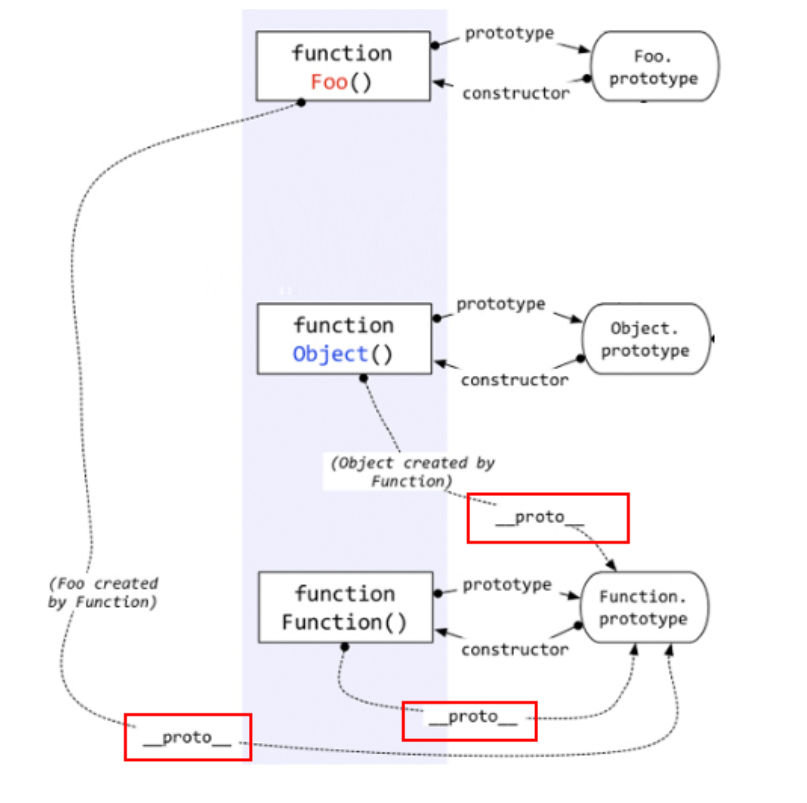 function
Foo()
prototype
constructor
Foo.
prototype
function
Object()
prototype
constructor
Object.
prototype
(Object created by
Function)
__proto__
function
Function()
prototype
constructor
Function.
prototype
(Foo created
by Function)
__proto__
__proto__